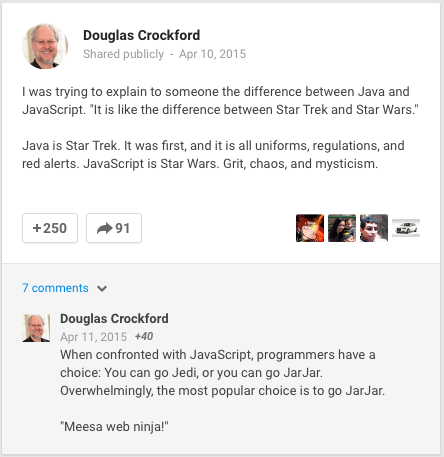 Douglas Crockford
Shared publicly - Apr 10, 2015
I was trying to explain to someone the difference between Java and
JavaScript. "It is like the difference between Star Trek and Star Wars."
Java is Star Trek. It was first, and it is all uniforms, regulations, and
red alerts. JavaScript is Star Wars. Grit, chaos, and mysticism.
+250 91
7 comments
Douglas Crockford
Apr 11, 2015 +40
When confronted with JavaScript, programmers have a
choice: You can go Jedi, or you can go JarJar.
Overwhelmingly, the most popular choice is to go JarJar.
"Meesa web ninja!"